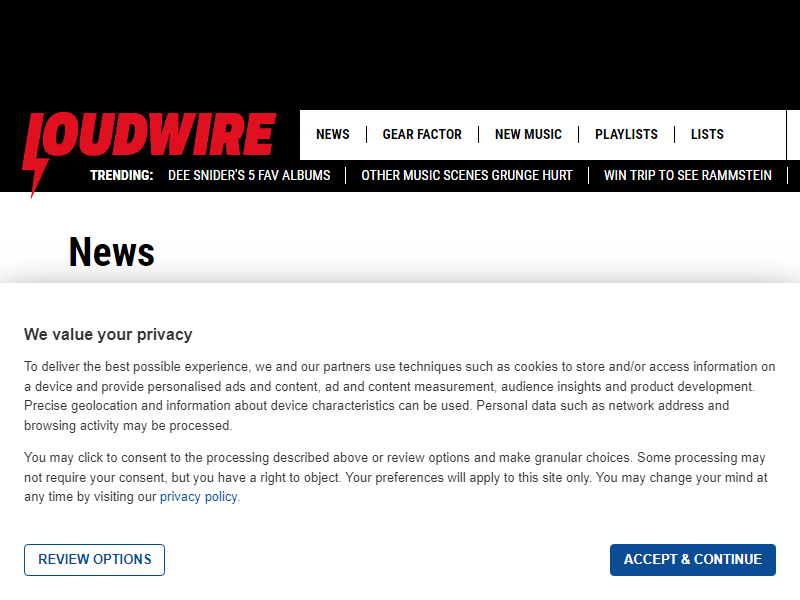 LOUDWIRE
NEWS GEAR FACTOR NEW MUSIC PLAYLISTS LISTS
TRENDING: DEE SNIDER'S 5 FAV ALBUMS OTHER MUSIC SCENES GRUNGE HURT WIN TRIP TO SEE RAMMSTEIN
News
We value your privacy
To deliver the best possible experience, we and our partners use techniques such as cookies to store and/or access information on
a device and provide personalised ads and content, ad and content measurement, audience insights and product development.
Precise geolocation and information about device characteristics can be used. Personal data such as network address and
browsing activity may be processed.
You may click to consent to the processing described above or review options and make granular choices. Some processing may
not require your consent, but you have a right to object. Your preferences will apply to this site only. You may change your mind at
any time by visiting our privacy policy.
REVIEW OPTIONS ACCEPT & CONTINUE